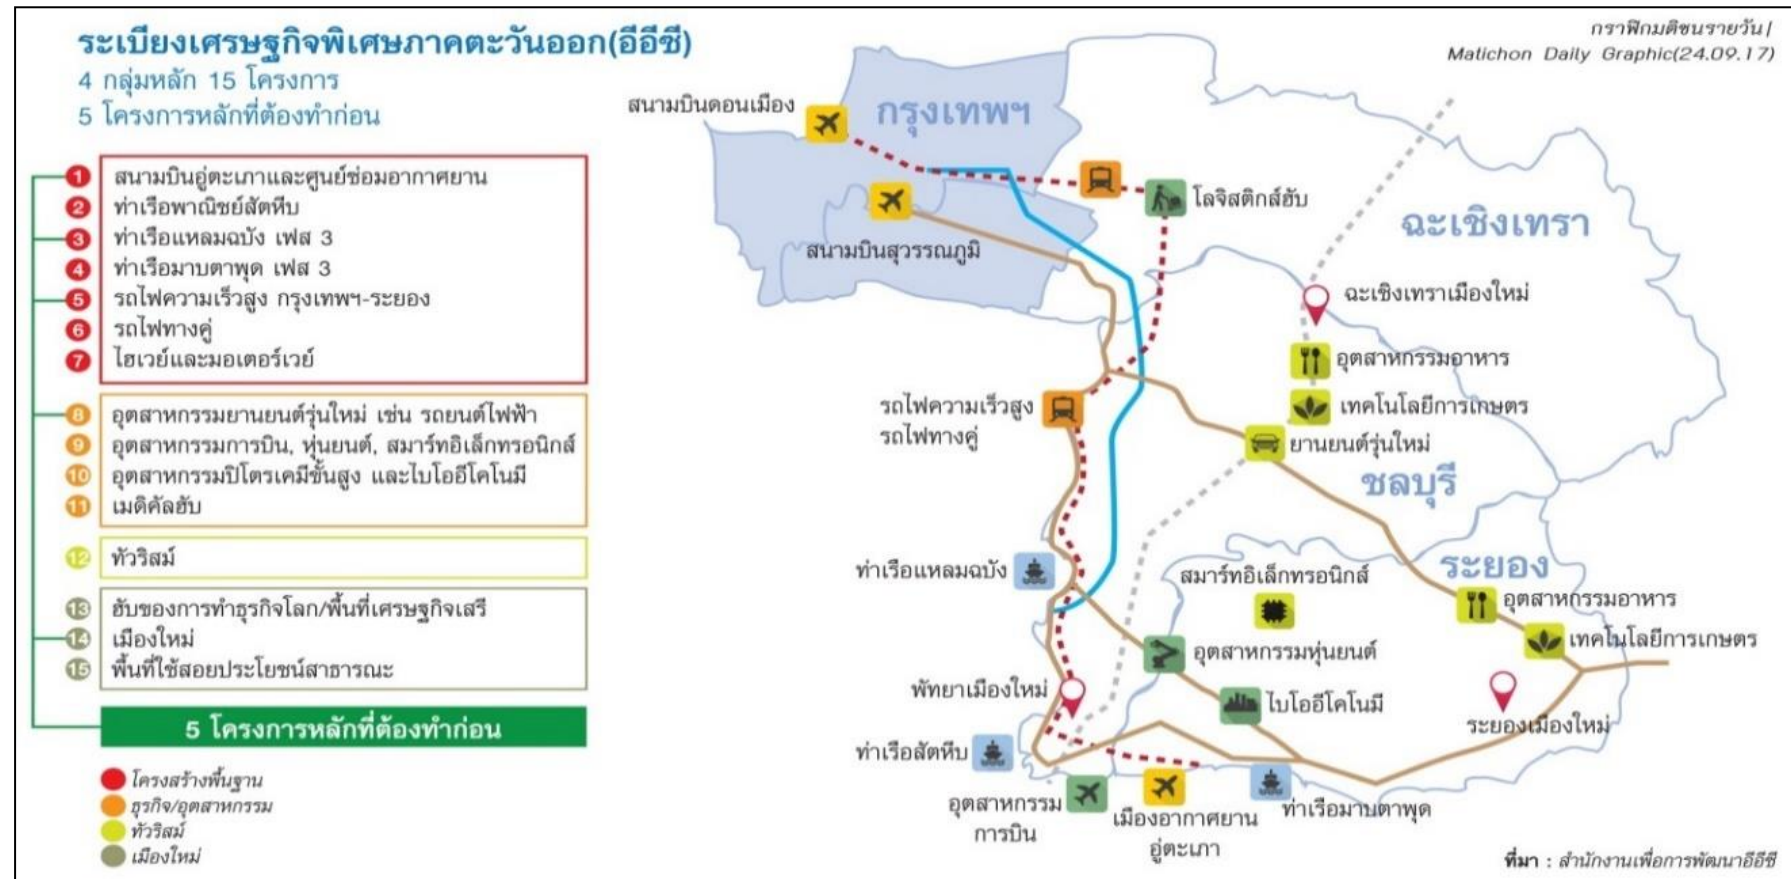 ระเบียงเศรษฐกิจพิเศษภาคตะวันออก(อีอีซี)
4 กลุ่มหลัก 15 โครงการ
5 โครงการหลักที่ต้องทำก่อน
กราฟิกมติชนรายวัน|
Matichon Daily Graphic(24.09.17)
1 สนามบินอู่ตะเภาและศูนย์ซ่อมอากาศยาน
2 ท่าเรือพาณิชย์สัตหีบ
3 ท่าเรือแหลมฉบัง เฟส 3
4 ท่าเรือมาบตาพุด เฟส 3
5 รถไฟความเร็วสูง กรุงเทพฯ-ระยอง
6 รถไฟทางคู่
7 ไฮเวย์และมอเตอร์เวย์
8 อุตสาหกรรมยานยนต์รุ่นใหม่ เช่น รถยนต์ไฟฟ้า
9 อุตสาหกรรมการบิน, หุ่นยนต์, สมาร์ทอิเล็กทรอนิกส์
10 อุตสาหกรรมปิโตรเคมีขั้นสูง และไบโออีโคโนมี
11 เมดิคัลฮับ
12 ทัวริสม์
13 ฮับของการทำธุรกิจโลก/พื้นที่เศรษฐกิจเสรี
14 เมืองใหม่
15 พื้นที่ใช้สอยประโยชน์สาธารณะ
5 โครงการหลักที่ต้องทำก่อน
โครงสร้างพื้นฐาน
ธุรกิจ/อุตสาหกรรม
ทัวริสม์
เมืองใหม่
สนามบินดอนเมือง
กรุงเทพฯ
โลจิสติกส์ฮับ
ฉะเชิงเทรา
สนามบินสุวรรณภูมิ
ฉะเชิงเทราเมืองใหม่
อุตสาหกรรมอาหาร
เทคโนโลยีการเกษตร
รถไฟความเร็วสูง
รถไฟทางคู่
ยานยนต์รุ่นใหม่
ชลบุรี
ท่าเรือแหลมฉบัง
สมาร์ทอิเล็กทรอนิกส์
ระยอง
อุตสาหกรรมอาหาร
เทคโนโลยีการเกษตร
อุตสาหกรรมหุ่นยนต์
พัทยาเมืองใหม่
ไบโออีโคโนมี
ระยองเมืองใหม่
ท่าเรือสัตหีบ
อุตสาหกรรม
การบิน
เมืองอากาศยาน
อู่ตะเภา
ท่าเรือมาบตาพุด
ที่มา : สำนักงานเพื่อการพัฒนาอีอีซี